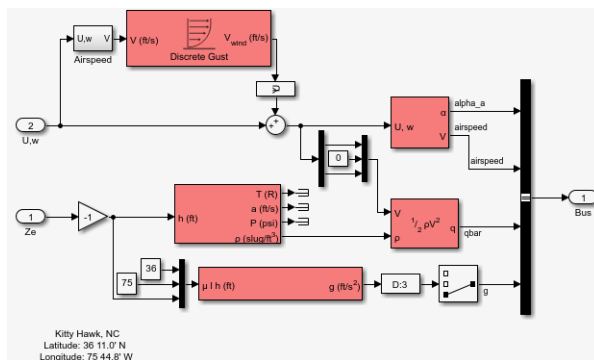 U,w V
Airspeed
V (ft/s)
V wind (ft/s)
Discrete Gust
2
U,w
+
+
U, w
α
V
alpha_a
airspeed
airspeed
0
1
Ze
-1
h (ft)
T (R)
a (ft/s)
P (psi)
ρ (slug/ft³)
V
ρ
1/2 ρV²
q
qbar
1
Bus
36
75
μ l h (ft)
g (ft/s²)
D:3
g
Kitty Hawk, NC
Latitude: 36 11.0' N
Longitude: 75 44.8' W